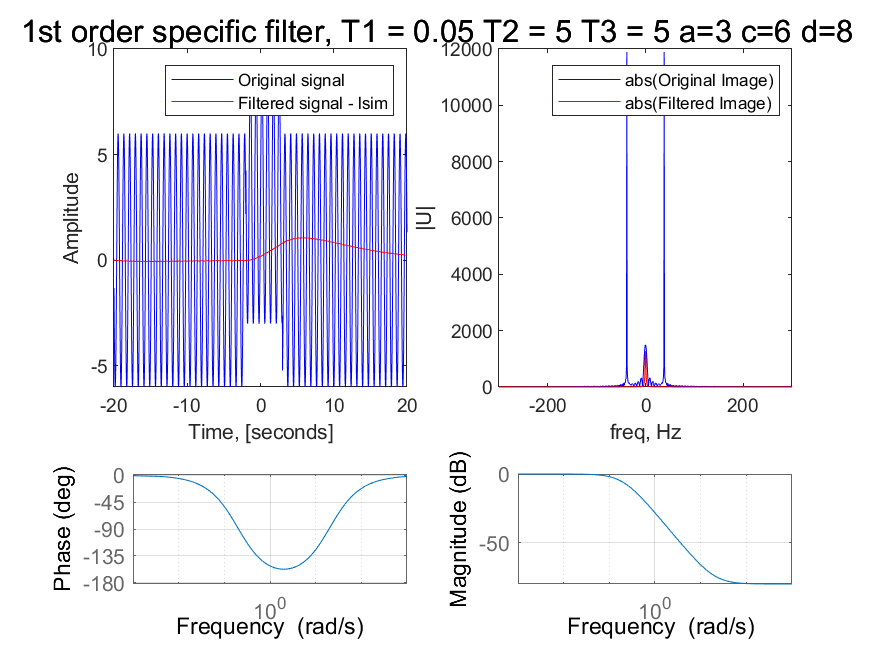 1st order specific filter, T1 = 0.05 T2 = 5 T3 = 5 a=3 c=6 d=8
10
5
0
-5
Amplitude
Original signal
Filtered signal - lsim
-20 -10 0 10 20
Time, [seconds]
12000
10000
8000
6000
4000
2000
0
|U|
abs(Original Image)
abs(Filtered Image)
-200 0 200
freq, Hz
0
-45
-90
-135
-180
Phase (deg)
10^0
Frequency (rad/s)
0
-50
Magnitude (dB)
10^0
Frequency (rad/s)